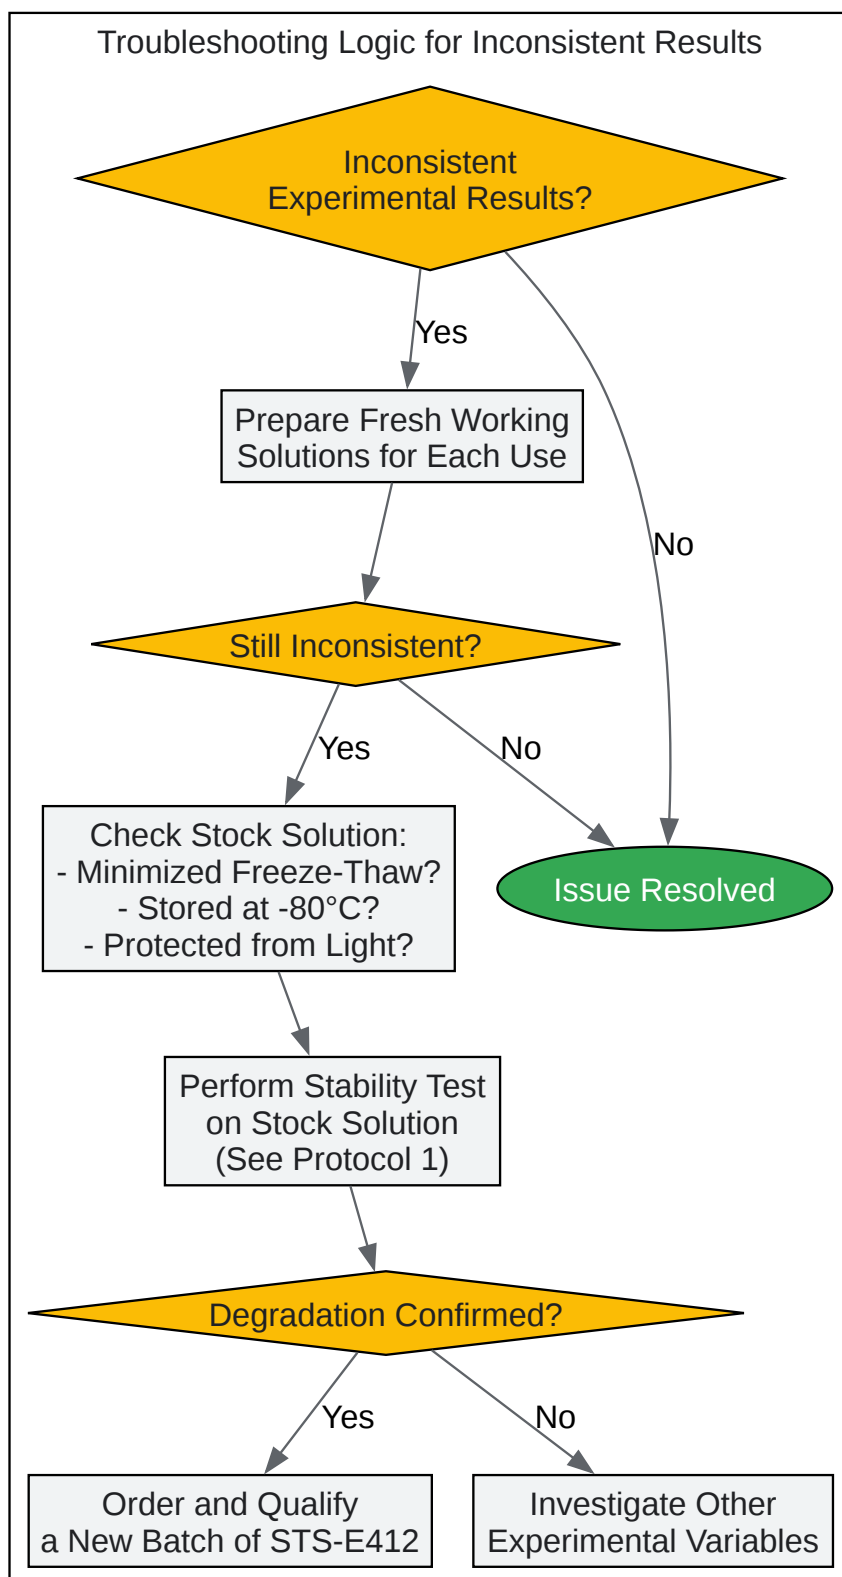 Troubleshooting Logic for Inconsistent Results
Inconsistent
Experimental Results?
Yes
Prepare Fresh Working
Solutions for Each Use
No
Still Inconsistent?
Yes
No
Check Stock Solution:
- Minimized Freeze-Thaw?
- Stored at -80°C?
- Protected from Light?
Issue Resolved
Perform Stability Test
on Stock Solution
(See Protocol 1)
Degradation Confirmed?
Yes
No
Order and Qualify
a New Batch of STS-E412
Investigate Other
Experimental Variables